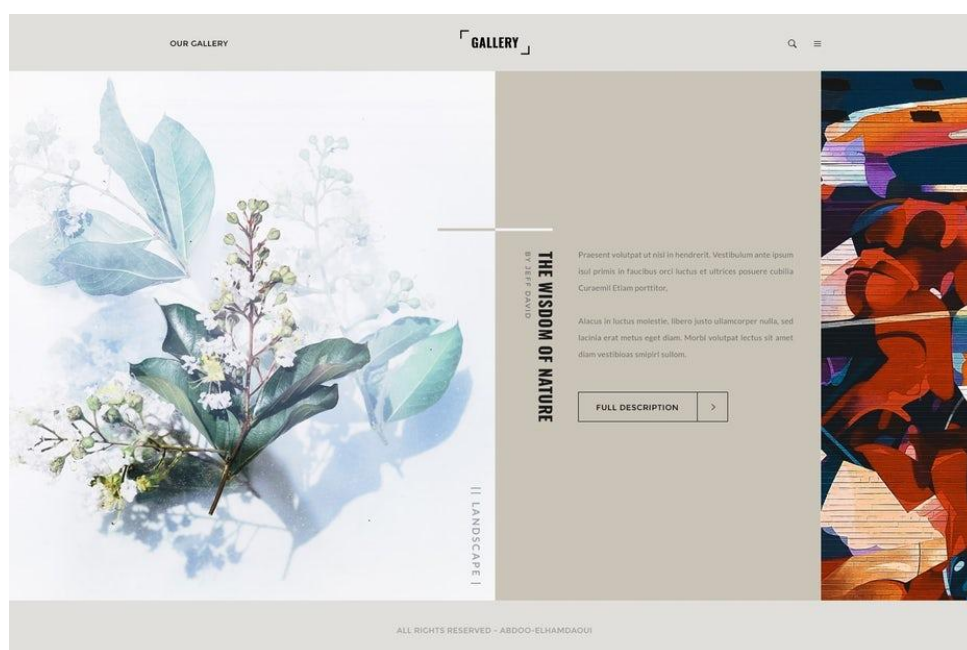 OUR GALLERY
GALLERY
THE WISDOM OF NATURE
BY JEFF DAVID
Praesent volutpat ut nisl in hendrerit. Vestibulum ante ipsum
isul primis in faucibus orci luctus et ultrices posuere cubilia
Curaemil Etiam porttitor,
Alacus in luctus molestie, libero justo ullamcorper nulla, sed
lacinia erat metus eget diam. Morbi volutpat lectus sit amet
diam vestibioas smipiri sullom.
FULL DESCRIPTION >
|| LANDSCAPE |
ALL RIGHTS RESERVED - ABDOO-ELHAMDAOUI